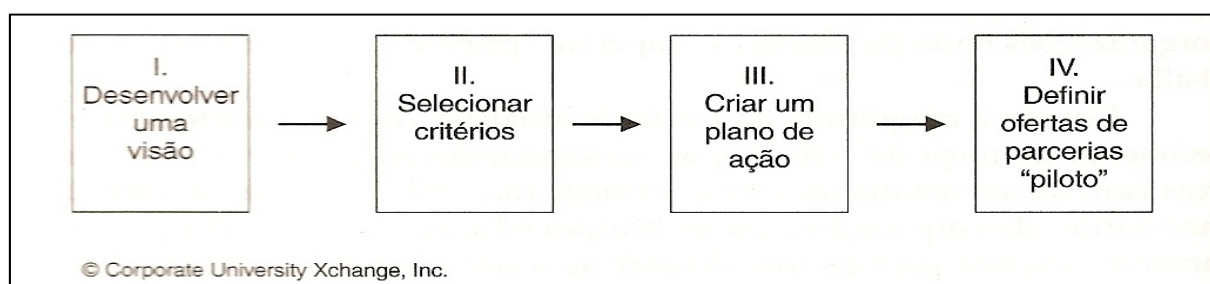 I.
Desenvolver
uma
visão
II.
Selecionar
critérios
III.
Criar um
plano de
ação
IV.
Definir
ofertas de
parcerias
“piloto”
© Corporate University Xchange, Inc.